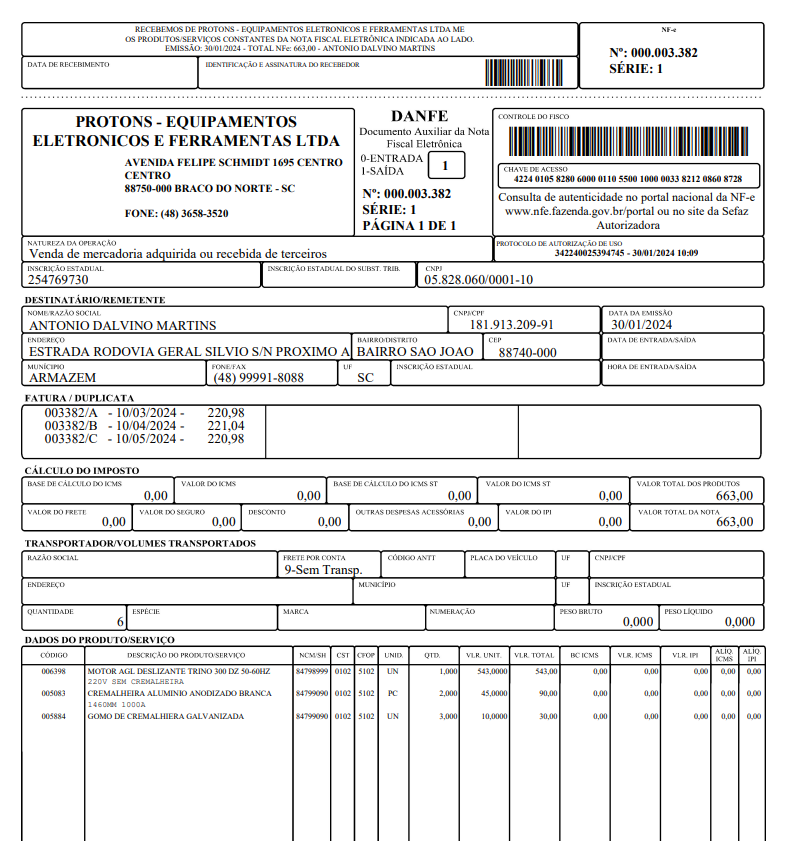 RECEBEMOS DE PROTONS - EQUIPAMENTOS ELETRONICOS E FERRAMENTAS LTDA ME
OS PRODUTOS/SERVIÇOS CONSTANTES DA NOTA FISCAL ELETRÔNICA INDICADA AO LADO.
EMISSÃO: 30/01/2024 - TOTAL NFe: 663,00 - ANTONIO DALVINO MARTINS
NF-e
Nº: 000.003.382
SÉRIE: 1
DATA DE RECEBIMENTO
IDENTIFICAÇÃO E ASSINATURA DO RECEBEDOR
PROTONS - EQUIPAMENTOS
ELETRONICOS E FERRAMENTAS LTDA
AVENIDA FELIPE SCHMIDT 1695 CENTRO
CENTRO
88750-000 BRACO DO NORTE - SC
FONE: (48) 3658-3520
DANFE
Documento Auxiliar da Nota
Fiscal Eletrônica
0-ENTRADA
1-SAÍDA
1
Nº: 000.003.382
SÉRIE: 1
PÁGINA 1 DE 1
CONTROLE DO FISCO
CHAVE DE ACESSO
4224 0105 8280 6000 0110 5500 1000 0033 8212 0860 8728
Consulta de autenticidade no portal nacional da NF-e
www.nfe.fazenda.gov.br/portal ou no site da Sefaz
Autorizadora
NATUREZA DA OPERAÇÃO
Venda de mercadoria adquirida ou recebida de terceiros
PROTOCOLO DE AUTORIZAÇÃO DE USO
342240025394745 - 30/01/2024 10:09
INSCRIÇÃO ESTADUAL
254769730
INSCRIÇÃO ESTADUAL DO SUBST. TRIB.
CNPJ
05.828.060/0001-10
DESTINATÁRIO/REMETENTE
NOME/RAZÃO SOCIAL
ANTONIO DALVINO MARTINS
CNPJ/CPF
181.913.209-91
DATA DA EMISSÃO
30/01/2024
ENDEREÇO
ESTRADA RODOVIA GERAL SILVIO S/N PROXIMO A
BAIRRO/DISTRITO
BAIRRO SAO JOAO
CEP
88740-000
DATA DE ENTRADA/SAÍDA
MUNICÍPIO
ARMAZEM
FONE/FAX
(48) 99991-8088
UF
SC
INSCRIÇÃO ESTADUAL
HORA DE ENTRADA/SAÍDA
FATURA / DUPLICATA
003382/A - 10/03/2024 - 220,98
003382/B - 10/04/2024 - 221,04
003382/C - 10/05/2024 - 220,98
CÁLCULO DO IMPOSTO
BASE DE CÁLCULO DO ICMS
0,00
VALOR DO ICMS
0,00
BASE DE CÁLCULO DO ICMS ST
0,00
VALOR DO ICMS ST
0,00
VALOR TOTAL DOS PRODUTOS
663,00
VALOR DO FRETE
0,00
VALOR DO SEGURO
0,00
DESCONTO
0,00
OUTRAS DESPESAS ACESSÓRIAS
0,00
VALOR DO IPI
0,00
VALOR TOTAL DA NOTA
663,00
TRANSPORTADOR/VOLUMES TRANSPORTADOS
RAZÃO SOCIAL
FRETE POR CONTA
9-Sem Transp.
CÓDIGO ANTT
PLACA DO VEÍCULO
UF
CNPJ/CPF
ENDEREÇO
MUNICÍPIO
UF
INSCRIÇÃO ESTADUAL
QUANTIDADE
6
ESPÉCIE
MARCA
NUMERAÇÃO
PESO BRUTO
0,000
PESO LÍQUIDO
0,000
DADOS DO PRODUTO/SERVIÇO
CÓDIGO DESCRIÇÃO DO PRODUTO/SERVIÇO NCM/SH CST CFOP UNID. QTD. VLR. UNIT. VLR. TOTAL BC ICMS VLR. ICMS VLR. IPI ALÍQ. ICMS ALÍQ. IPI
006398 MOTOR AGL DESLIZANTE TRINO 300 DZ 50-60HZ 84798999 0102 5102 UN 1,000 543,0000 543,00 0,00 0,00 0,00 0,00 0,00
220V SEM CREMALHEIRA
005083 CREMALHEIRA ALUMINIO ANODIZADO BRANCA 84799090 0102 5102 PC 2,000 45,0000 90,00 0,00 0,00 0,00 0,00 0,00
1460MM 1000A
005884 GOMO DE CREMALHIERA GALVANIZADA 84799090 0102 5102 UN 3,000 10,0000 30,00 0,00 0,00 0,00 0,00 0,00